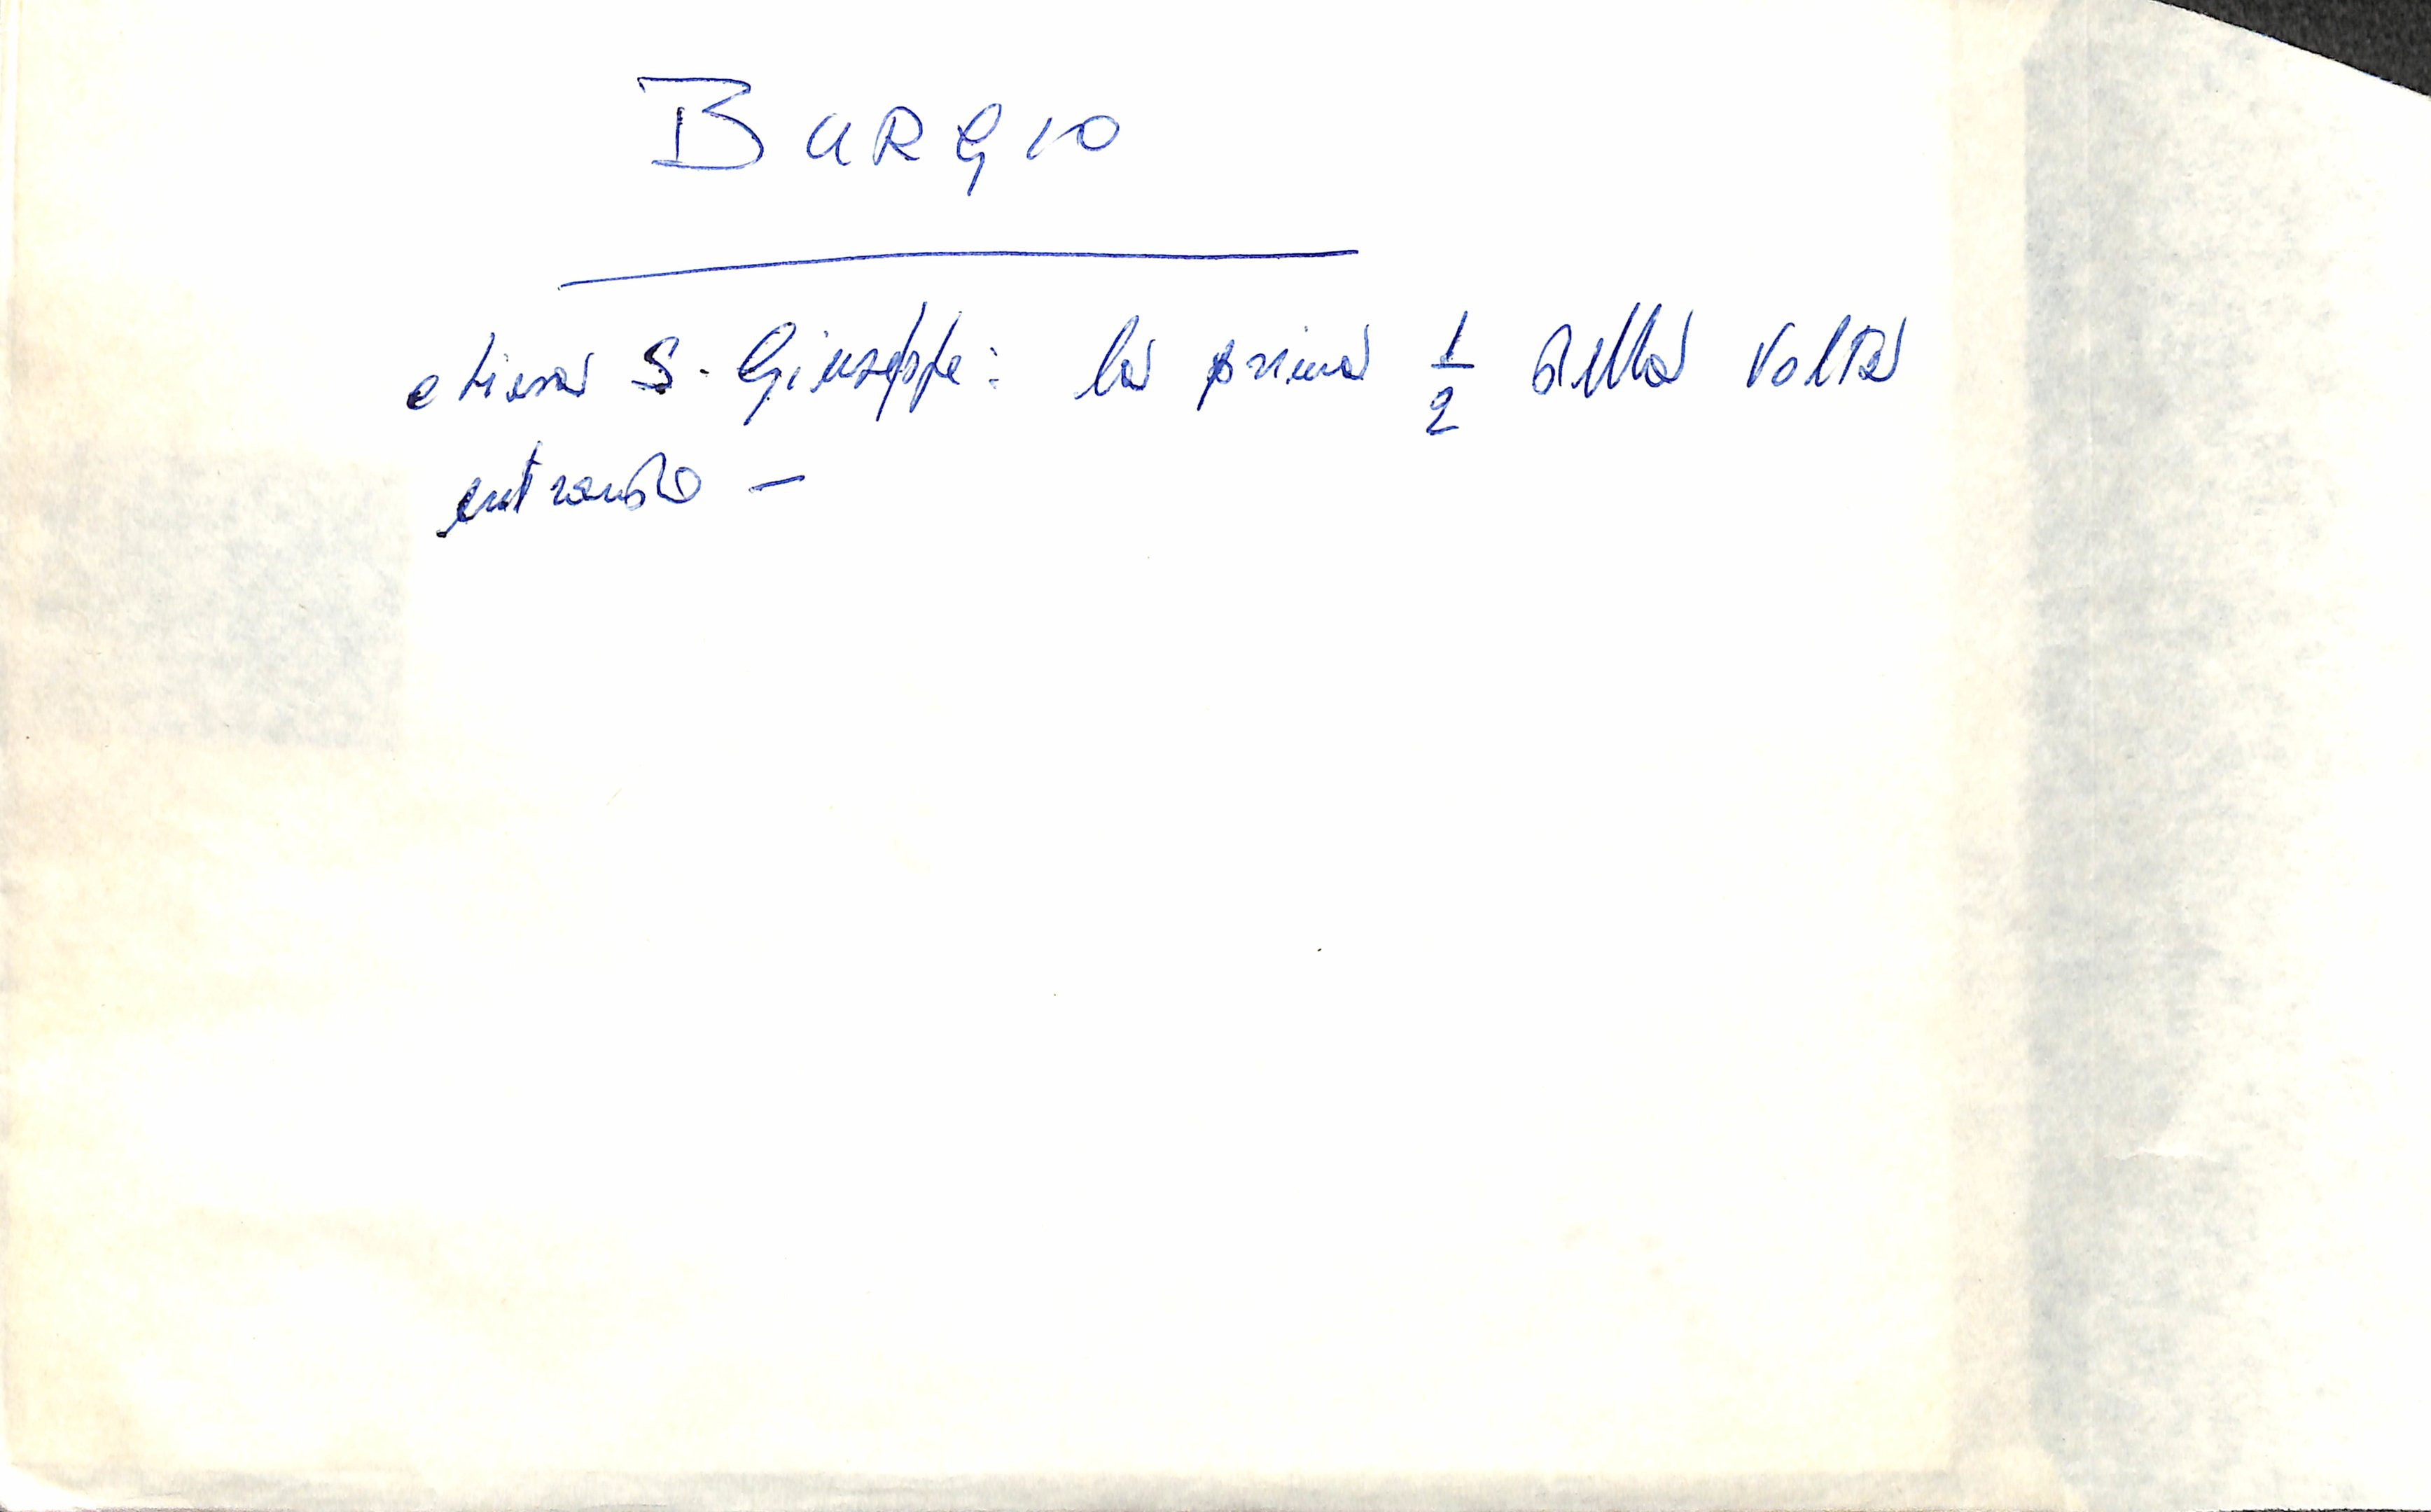 BURGIO
chiesa S. Giuseppe: la prima 1/2 della volta
entrando –